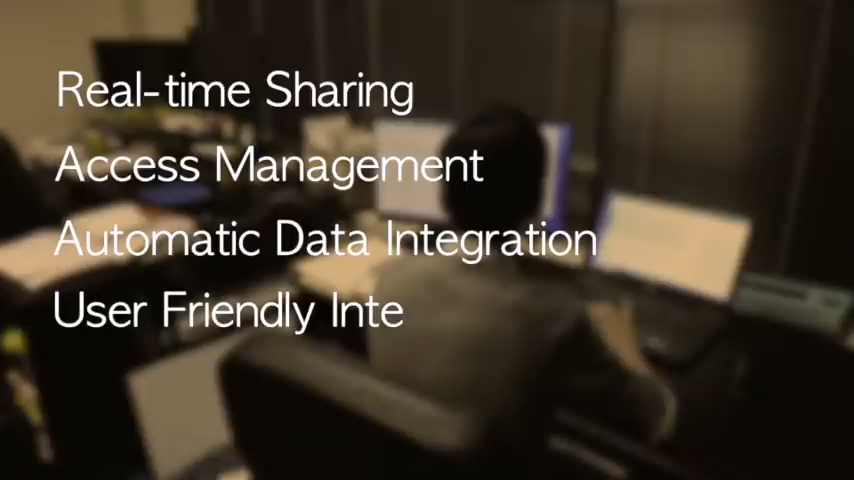 Real-time Sharing
Access Management
Automatic Data Integration
User Friendly Inte